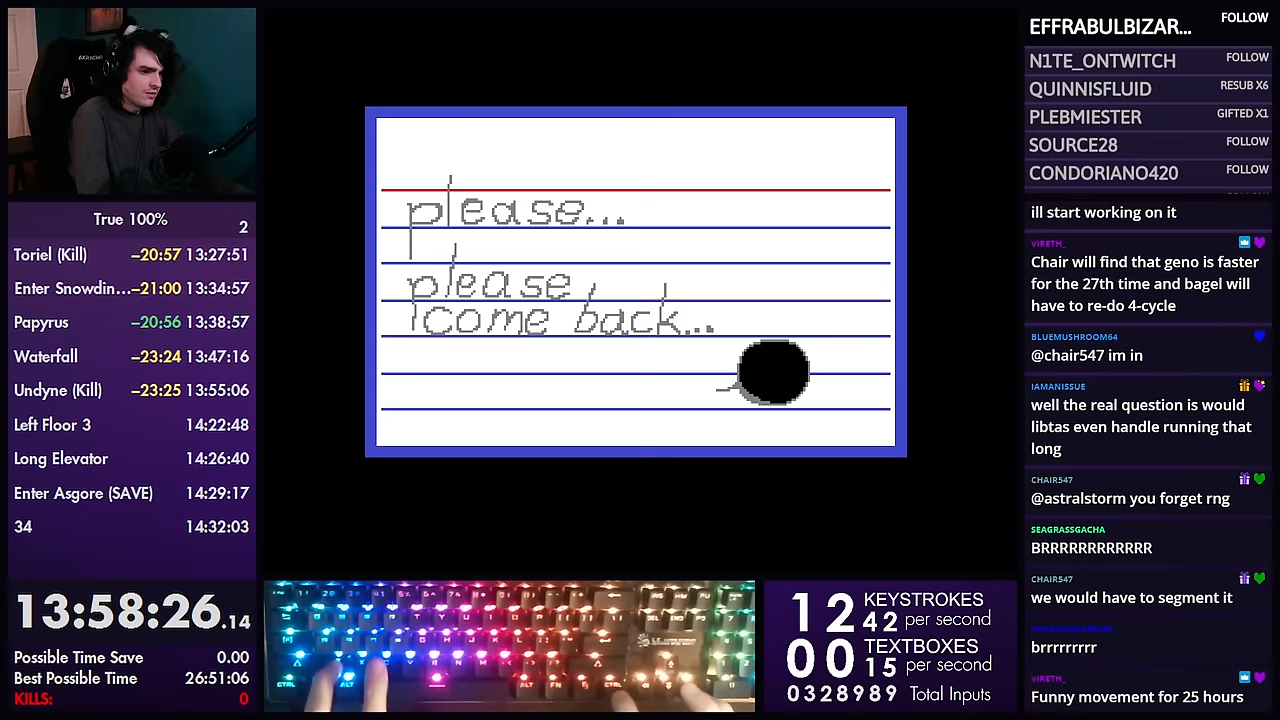 True 100%
2
Toriel (Kill) −20:57 13:27:51
Enter Snowdin... −21:00 13:34:57
Papyrus −20:56 13:38:57
Waterfall −23:24 13:47:16
Undyne (Kill) −23:25 13:55:06
Left Floor 3 14:22:48
Long Elevator 14:26:40
Enter Asgore (SAVE) 14:29:17
34 14:32:03
13:58:26.14
Possible Time Save 0.00
Best Possible Time 26:51:06
KILLS: 0
please...
please
come back...
12 42 KEYSTROKES per second
00 15 TEXTBOXES per second
0328989 Total Inputs
EFFRABULBIZAR... FOLLOW
N1TE_ONTWITCH FOLLOW
QUINNISFLUID RESUB X6
PLEBMIESTER GIFTED X1
SOURCE28 FOLLOW
CONDORIANO420 FOLLOW
ill start working on it
VIRETH_
Chair will find that geno is faster
for the 27th time and bagel will
have to re-do 4-cycle
BLUEMUSHROOM64
@chair547 im in
IAMANISSUE
well the real question is would
libtas even handle running that
long
CHAIR547
@astralstorm you forget rng
SEAGRASSGACHA
BRRRRRRRRRRRR
CHAIR547
we would have to segment it
brrrrrrrrr
VIRETH_
Funny movement for 25 hours